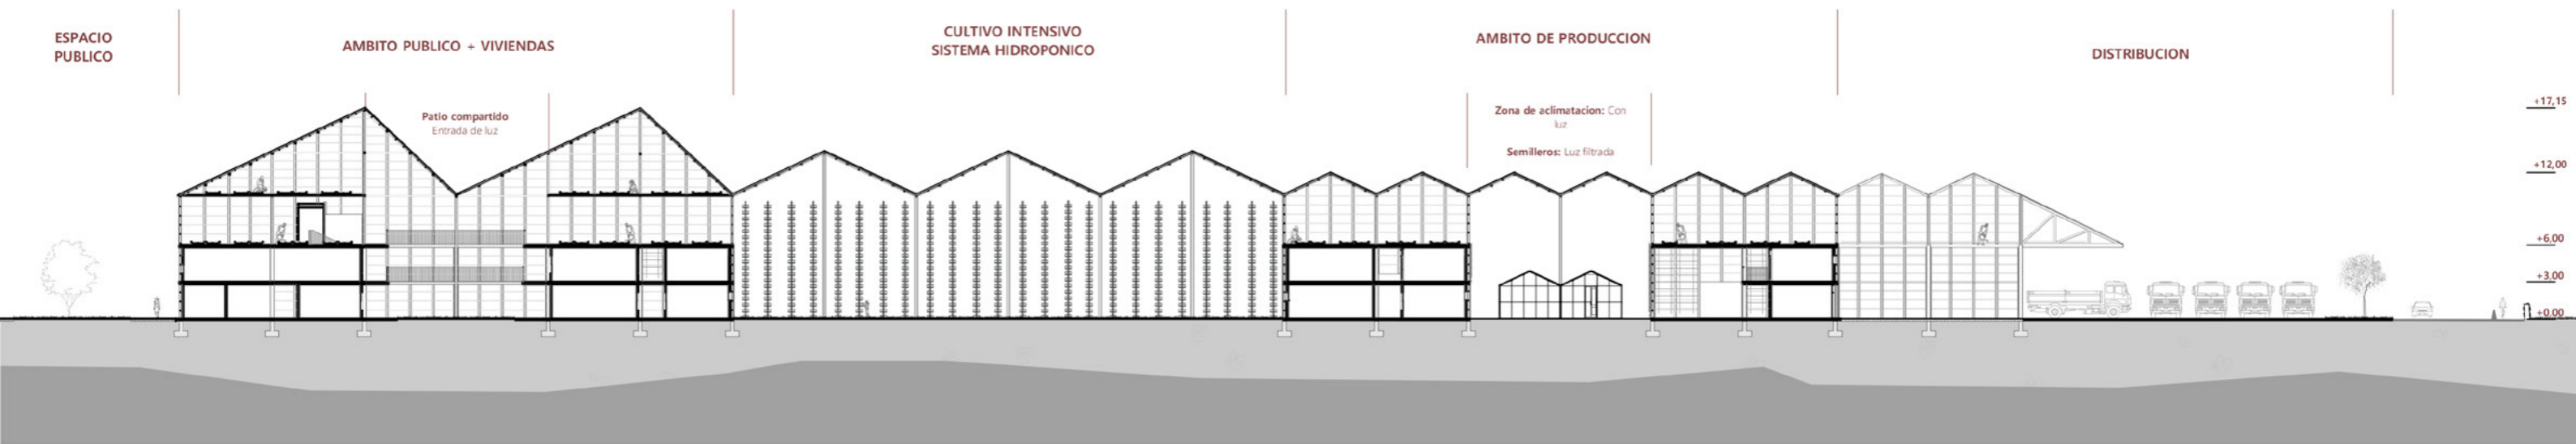 ESPACIO
PUBLICO
AMBITO PUBLICO + VIVIENDAS
CULTIVO INTENSIVO
SISTEMA HIDROPONICO
AMBITO DE PRODUCCION
DISTRIBUCION
Patio compartido
Entrada de luz
Zona de aclimatacion: Con
luz
Semilleros: Luz filtrada
+17,15
+12,00
+6,00
+3,00
+0,00